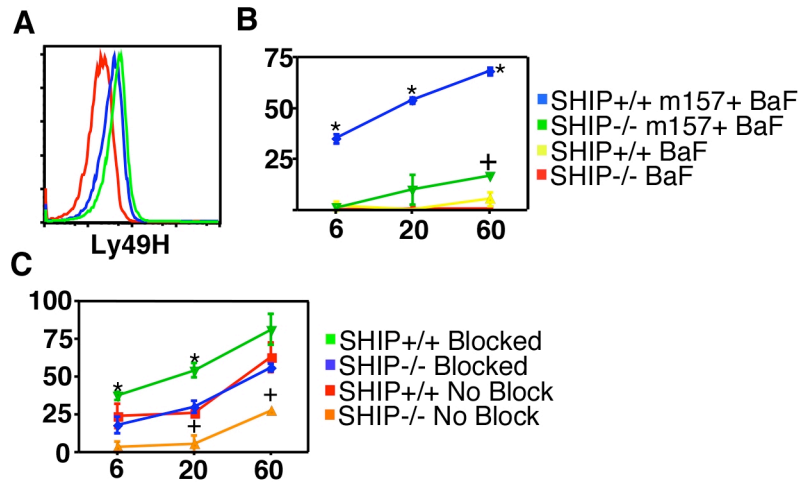 A
Ly49H
B
75
50
25
6 20 60
*
*
*
+
SHIP+/+ m157+ BaF
SHIP-/- m157+ BaF
SHIP+/+ BaF
SHIP-/- BaF
C
100
75
50
25
0
6 20 60
*
*
+
+
SHIP+/+ Blocked
SHIP-/- Blocked
SHIP+/+ No Block
SHIP-/- No Block